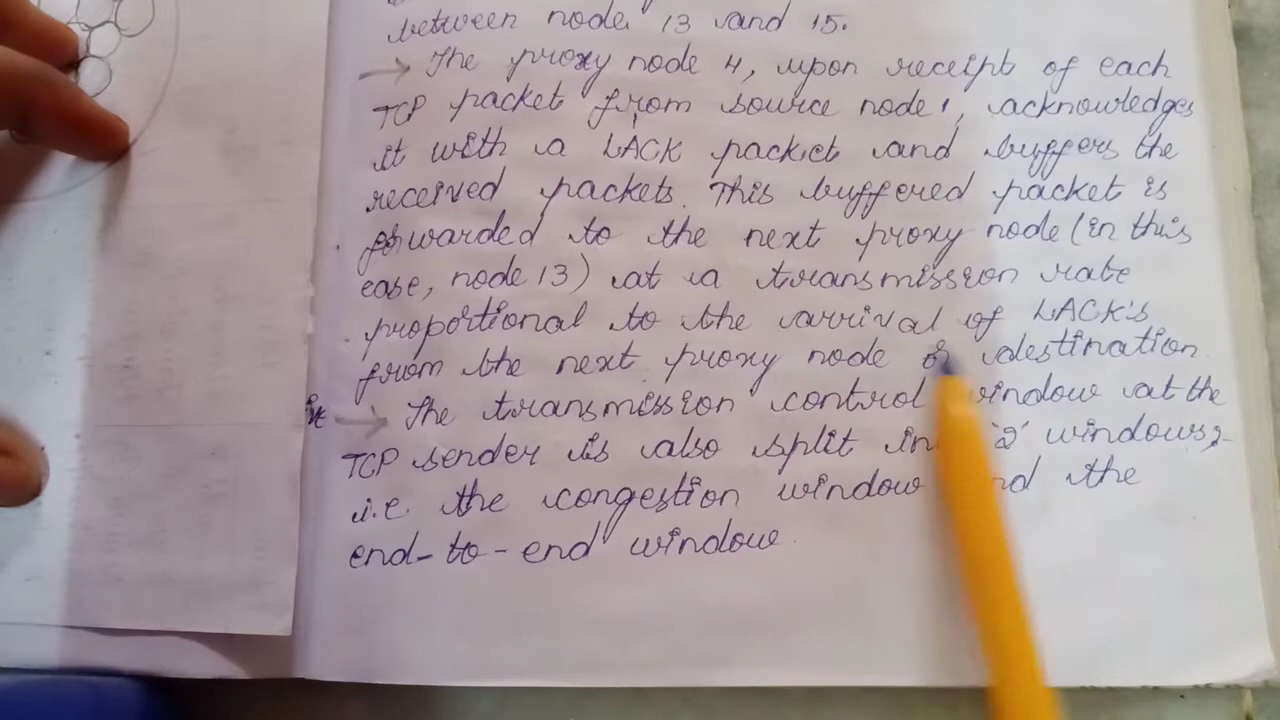 between node 13 and 15.
→ The proxy node 4, upon receipt of each
TCP packet from source node 1, acknowledges
it with a LACK packet and buffers the
received packets. This buffered packet is
forwarded to the next proxy node (in this
case, node 13) at a transmission rate
proportional to the arrival of LACK's
from the next proxy node or destination
→ The transmission control window at the
TCP sender is also split in '2' windows,
i.e. the congestion window and the
end-to-end window.